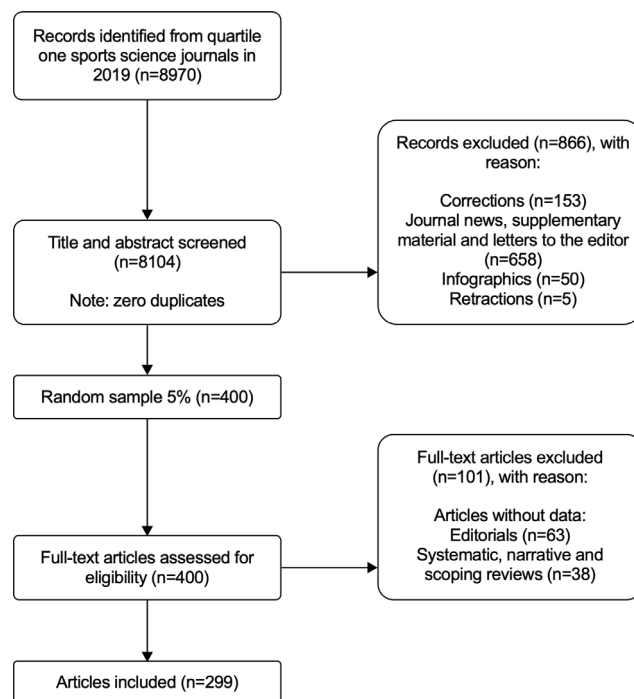 Records identified from quartile
one sports science journals in
2019 (n=8970)
Records excluded (n=866), with
reason:
Corrections (n=153)
Journal news, supplementary
material and letters to the editor
(n=658)
Infographics (n=50)
Retractions (n=5)
Title and abstract screened
(n=8104)
Note: zero duplicates
Random sample 5% (n=400)
Full-text articles excluded
(n=101), with reason:
Articles without data:
Editorials (n=63)
Systematic, narrative and
scoping reviews (n=38)
Full-text articles assessed for
eligibility (n=400)
Articles included (n=299)